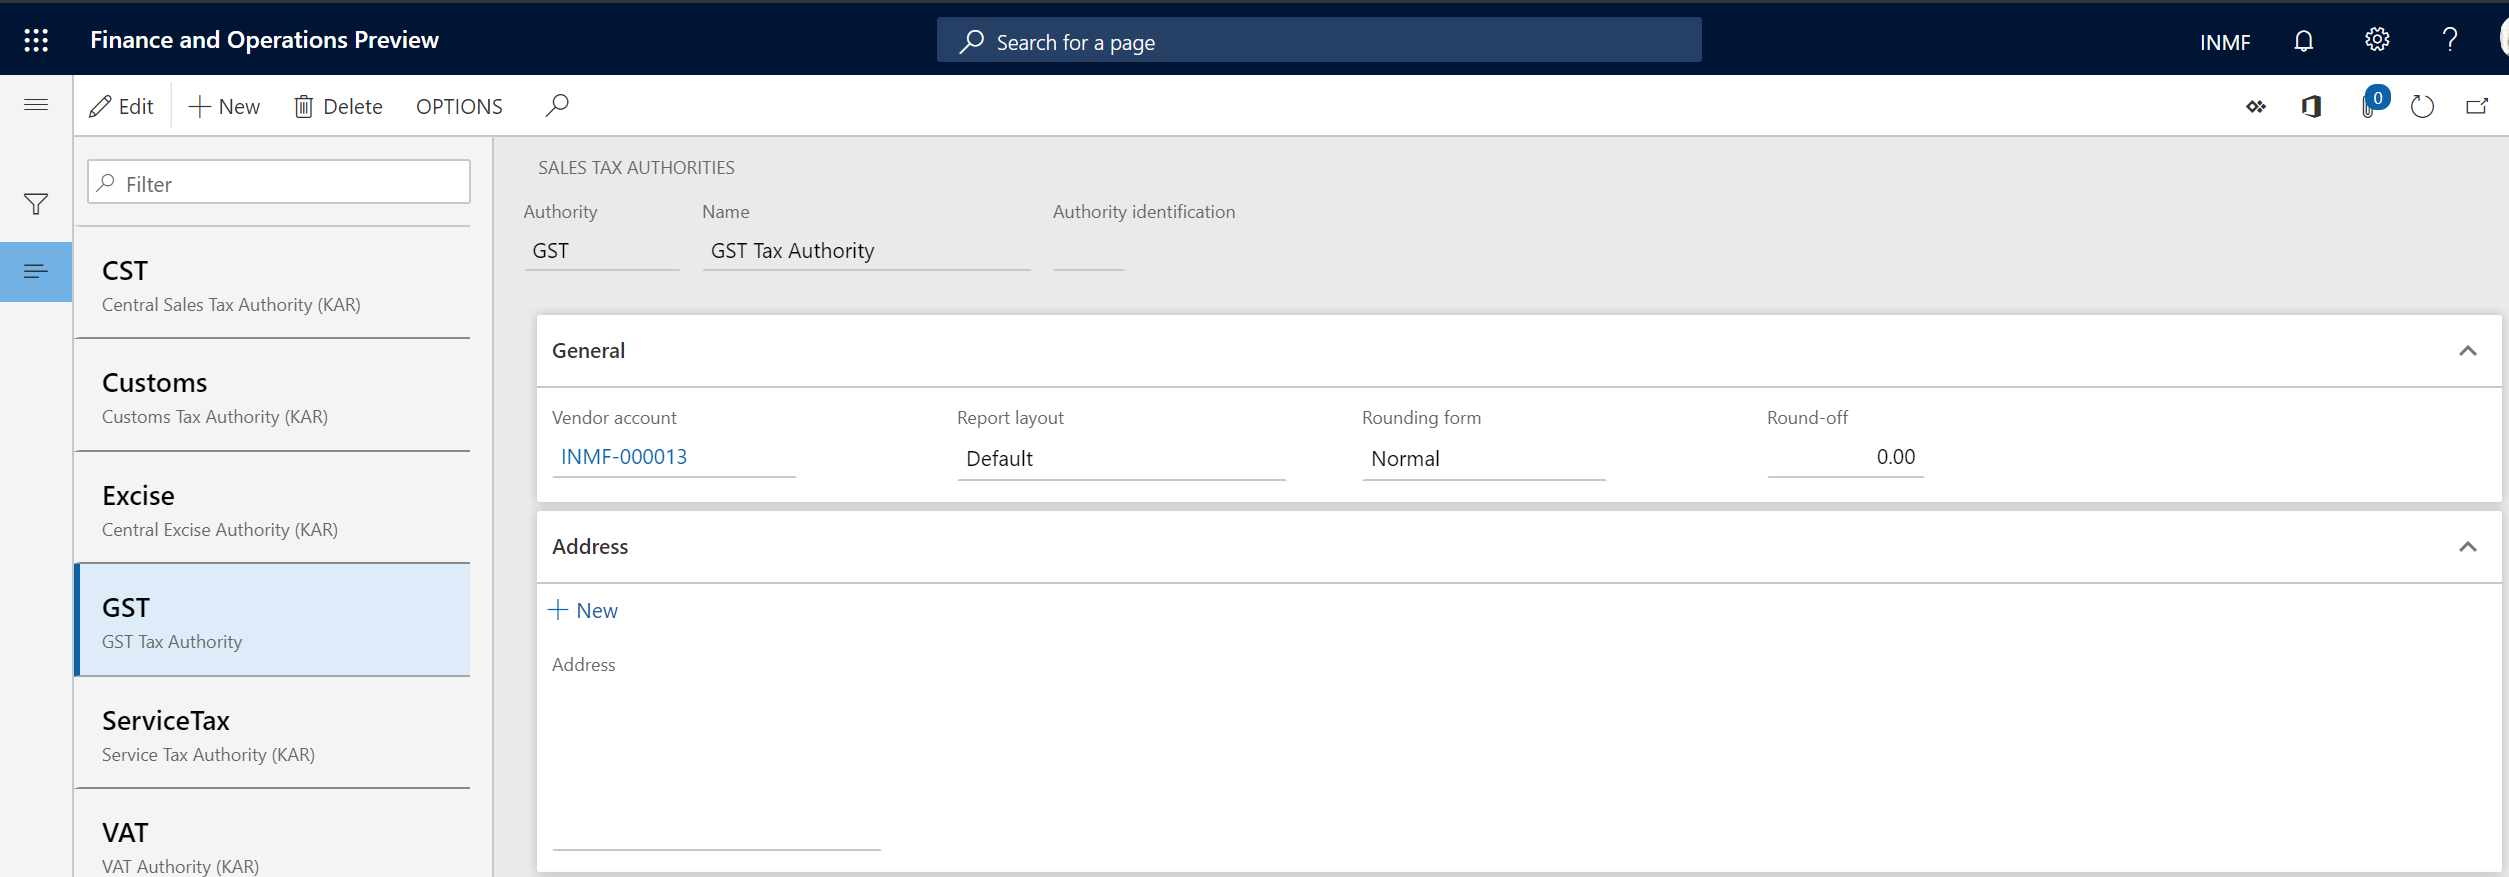 Finance and Operations Preview
Search for a page
INMF
?
Edit
New
Delete
OPTIONS
0
Filter
CST
Central Sales Tax Authority (KAR)
Customs
Customs Tax Authority (KAR)
Excise
Central Excise Authority (KAR)
GST
GST Tax Authority
ServiceTax
Service Tax Authority (KAR)
VAT
VAT Authority (KAR)
SALES TAX AUTHORITIES
Authority Name Authority identification
GST GST Tax Authority
General
Vendor account Report layout Rounding form Round-off
INMF-000013 Default Normal 0.00
Address
New
Address